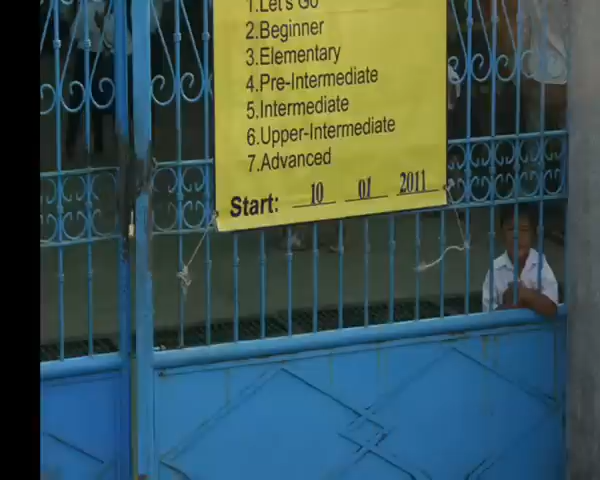 1.Let's Go
2.Beginner
3.Elementary
4.Pre-Intermediate
5.Intermediate
6.Upper-Intermediate
7.Advanced
Start: 10 01 2011